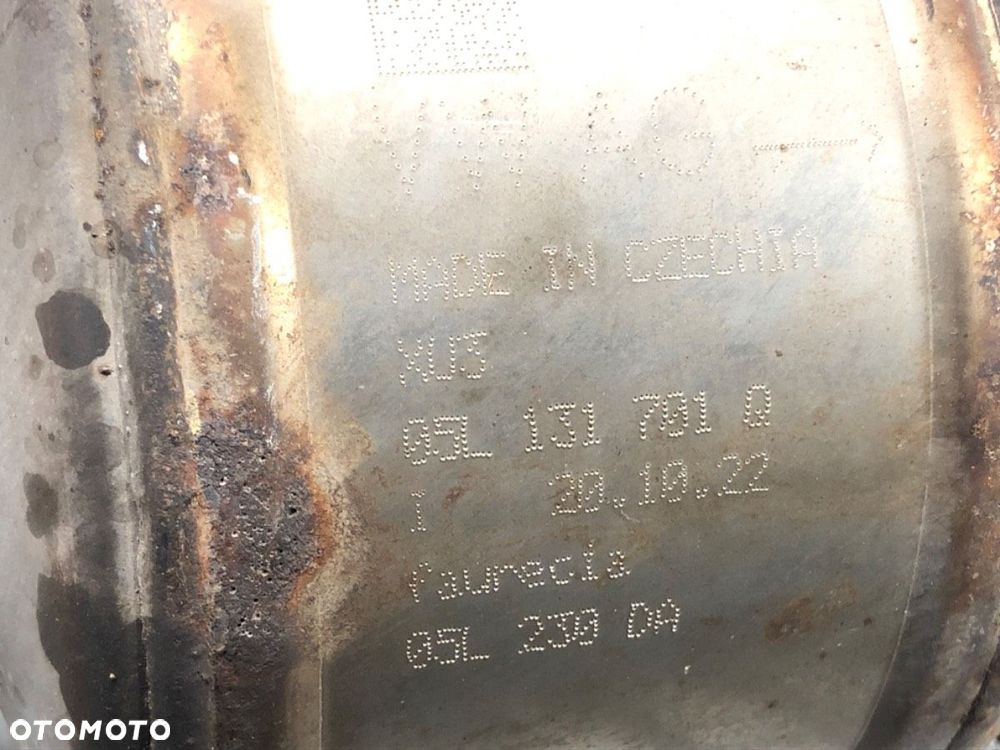 VW AG →
MADE IN CZECHIA
XU3
05L 131 701 Q
I 20.10.22
faurecia
05L 230 DA
OTOMOTO